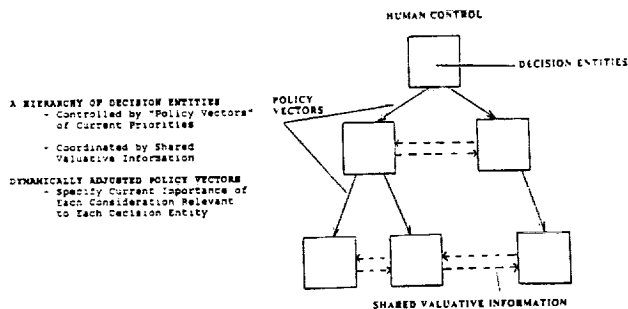 HUMAN CONTROL
DECISION ENTITIES
POLICY
VECTORS
A HIERARCHY OF DECISION ENTITIES
- Controlled by "Policy Vectors"
of Current Priorities
- Coordinated by Shared
Valuative Information
DYNAMICALLY ADJUSTED POLICY VECTORS
- Specify Current Importance of
Each Consideration Relevant
to Each Decision Entity
SHARED VALUATIVE INFORMATION